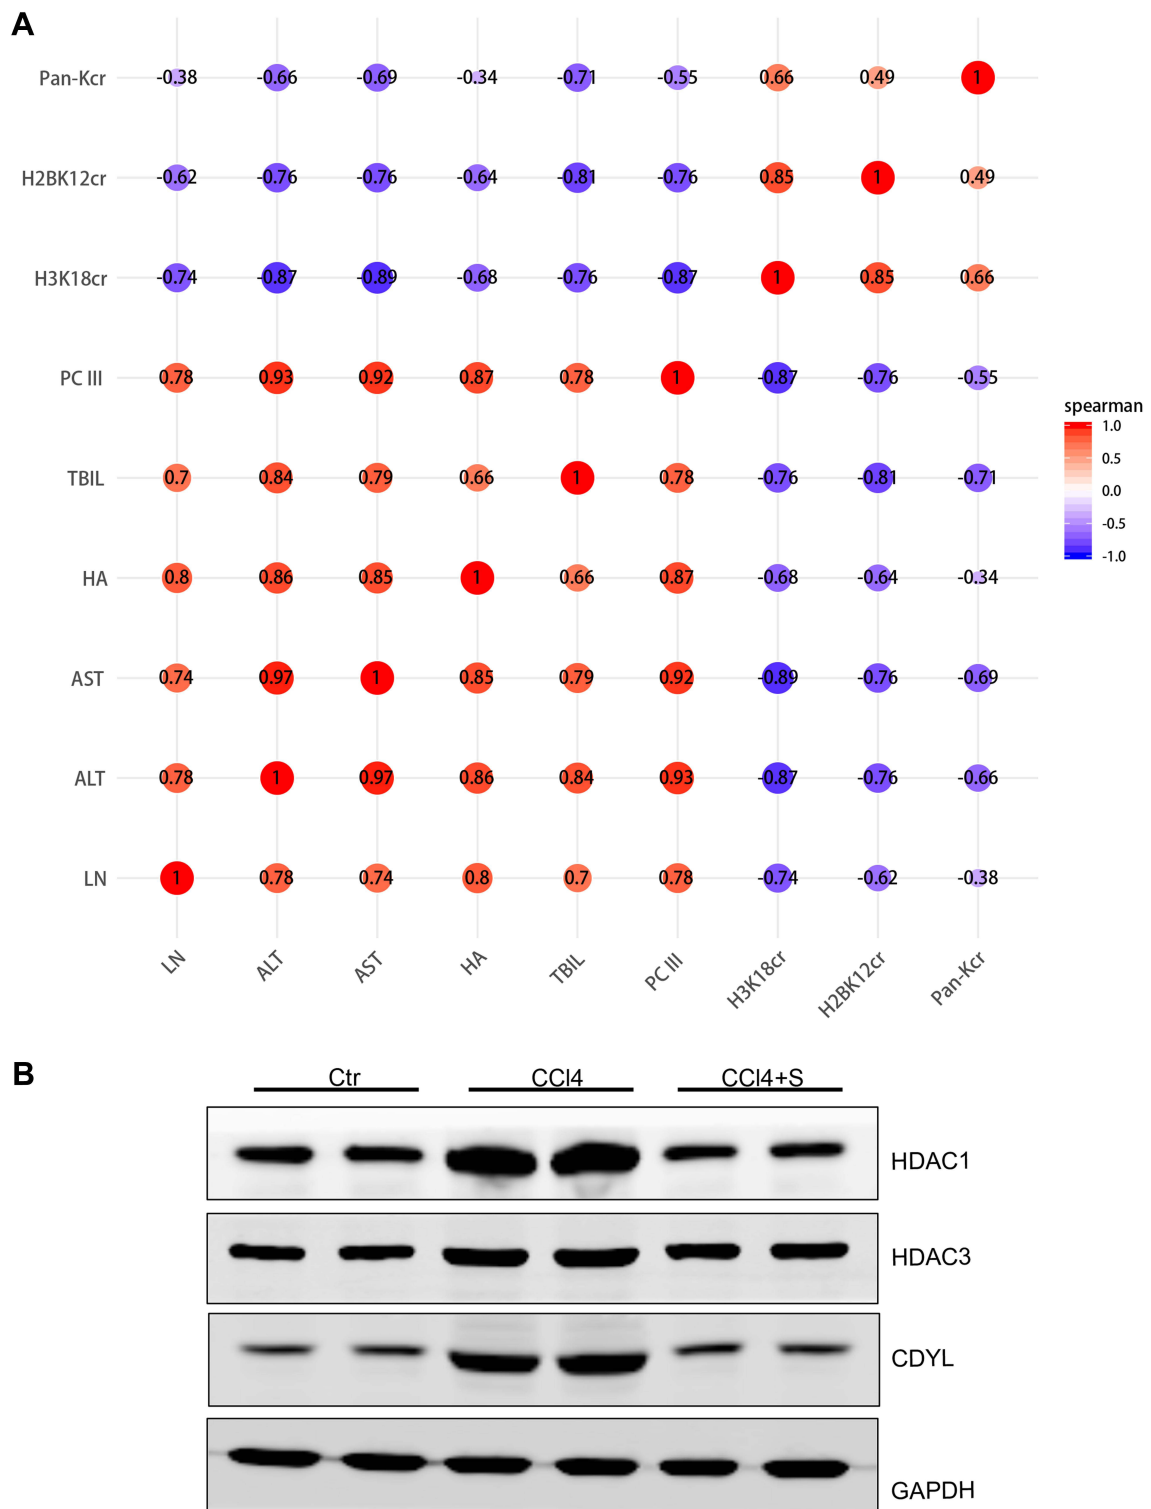 A
Pan-Kcr -0.38 -0.66 -0.69 -0.34 -0.71 -0.55 0.66 0.49 1
H2BK12cr -0.62 -0.76 -0.76 -0.64 -0.81 -0.76 0.85 1 0.49
H3K18cr -0.74 -0.87 -0.89 -0.68 -0.76 -0.87 1 0.85 0.66
PC III 0.78 0.93 0.92 0.87 0.78 1 -0.87 -0.76 -0.55
TBIL 0.7 0.84 0.79 0.66 1 0.78 -0.76 -0.81 -0.71
HA 0.8 0.86 0.85 1 0.66 0.87 -0.68 -0.64 -0.34
AST 0.74 0.97 1 0.85 0.79 0.92 -0.89 -0.76 -0.69
ALT 0.78 1 0.97 0.86 0.84 0.93 -0.87 -0.76 -0.66
LN 1 0.78 0.74 0.8 0.7 0.78 -0.74 -0.62 -0.38
LN ALT AST HA TBIL PC III H3K18cr H2BK12cr Pan-Kcr
spearman
1.0
0.5
0.0
-0.5
-1.0
B
Ctr CCl4 CCl4+S
HDAC1
HDAC3
CDYL
GAPDH